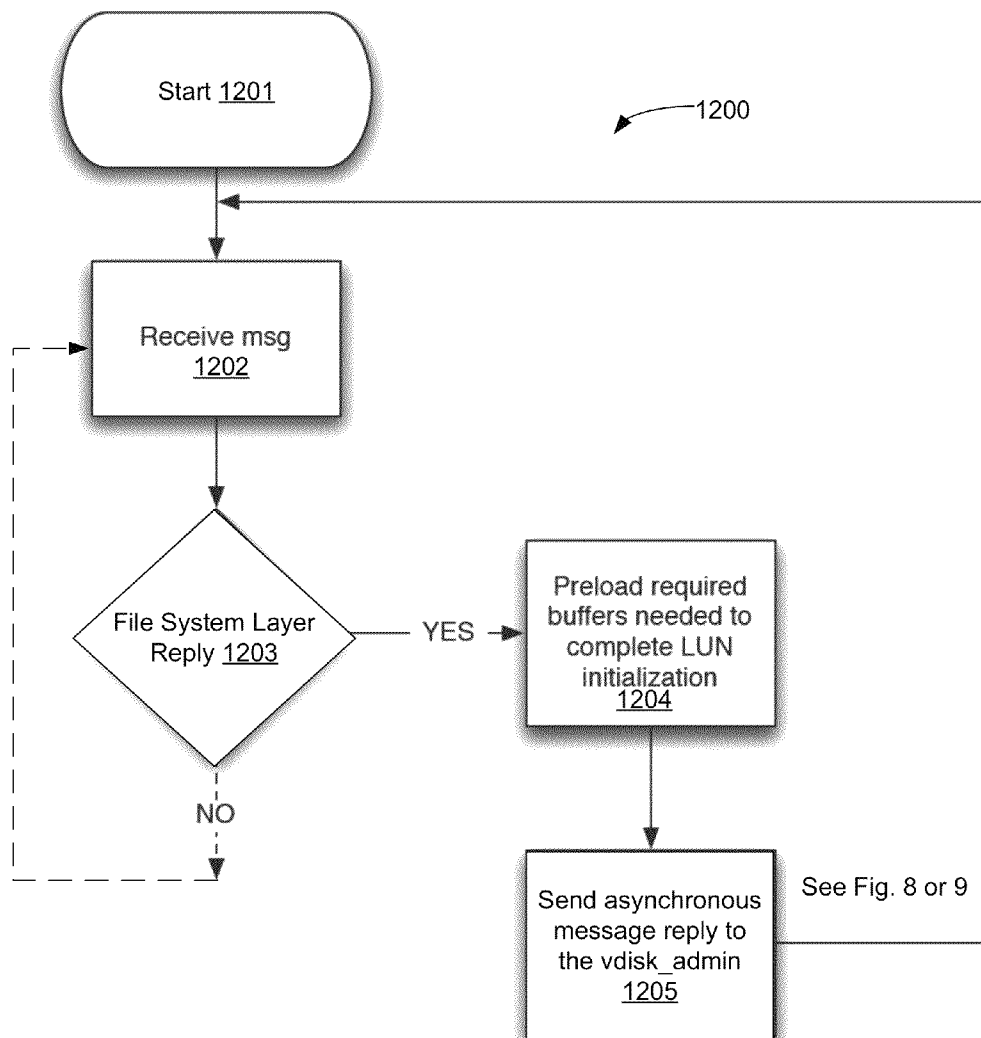 Start 1201
1200
Receive msg
1202
File System Layer
Reply 1203
YES
NO
Preload required
buffers needed to
complete LUN
initialization
1204
Send asynchronous
message reply to
the vdisk_admin
1205
See Fig. 8 or 9